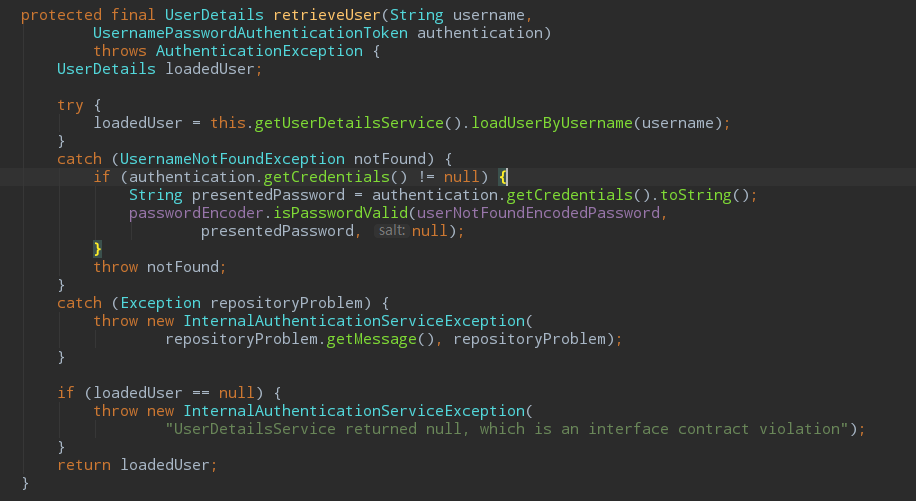 protected final UserDetails retrieveUser(String username,
        UsernamePasswordAuthenticationToken authentication)
        throws AuthenticationException {
    UserDetails loadedUser;

    try {
        loadedUser = this.getUserDetailsService().loadUserByUsername(username);
    }
    catch (UsernameNotFoundException notFound) {
        if (authentication.getCredentials() != null) {
            String presentedPassword = authentication.getCredentials().toString();
            passwordEncoder.isPasswordValid(userNotFoundEncodedPassword,
                    presentedPassword, salt: null);
        }
        throw notFound;
    }
    catch (Exception repositoryProblem) {
        throw new InternalAuthenticationServiceException(
                repositoryProblem.getMessage(), repositoryProblem);
    }

    if (loadedUser == null) {
        throw new InternalAuthenticationServiceException(
                "UserDetailsService returned null, which is an interface contract violation");
    }
    return loadedUser;
}